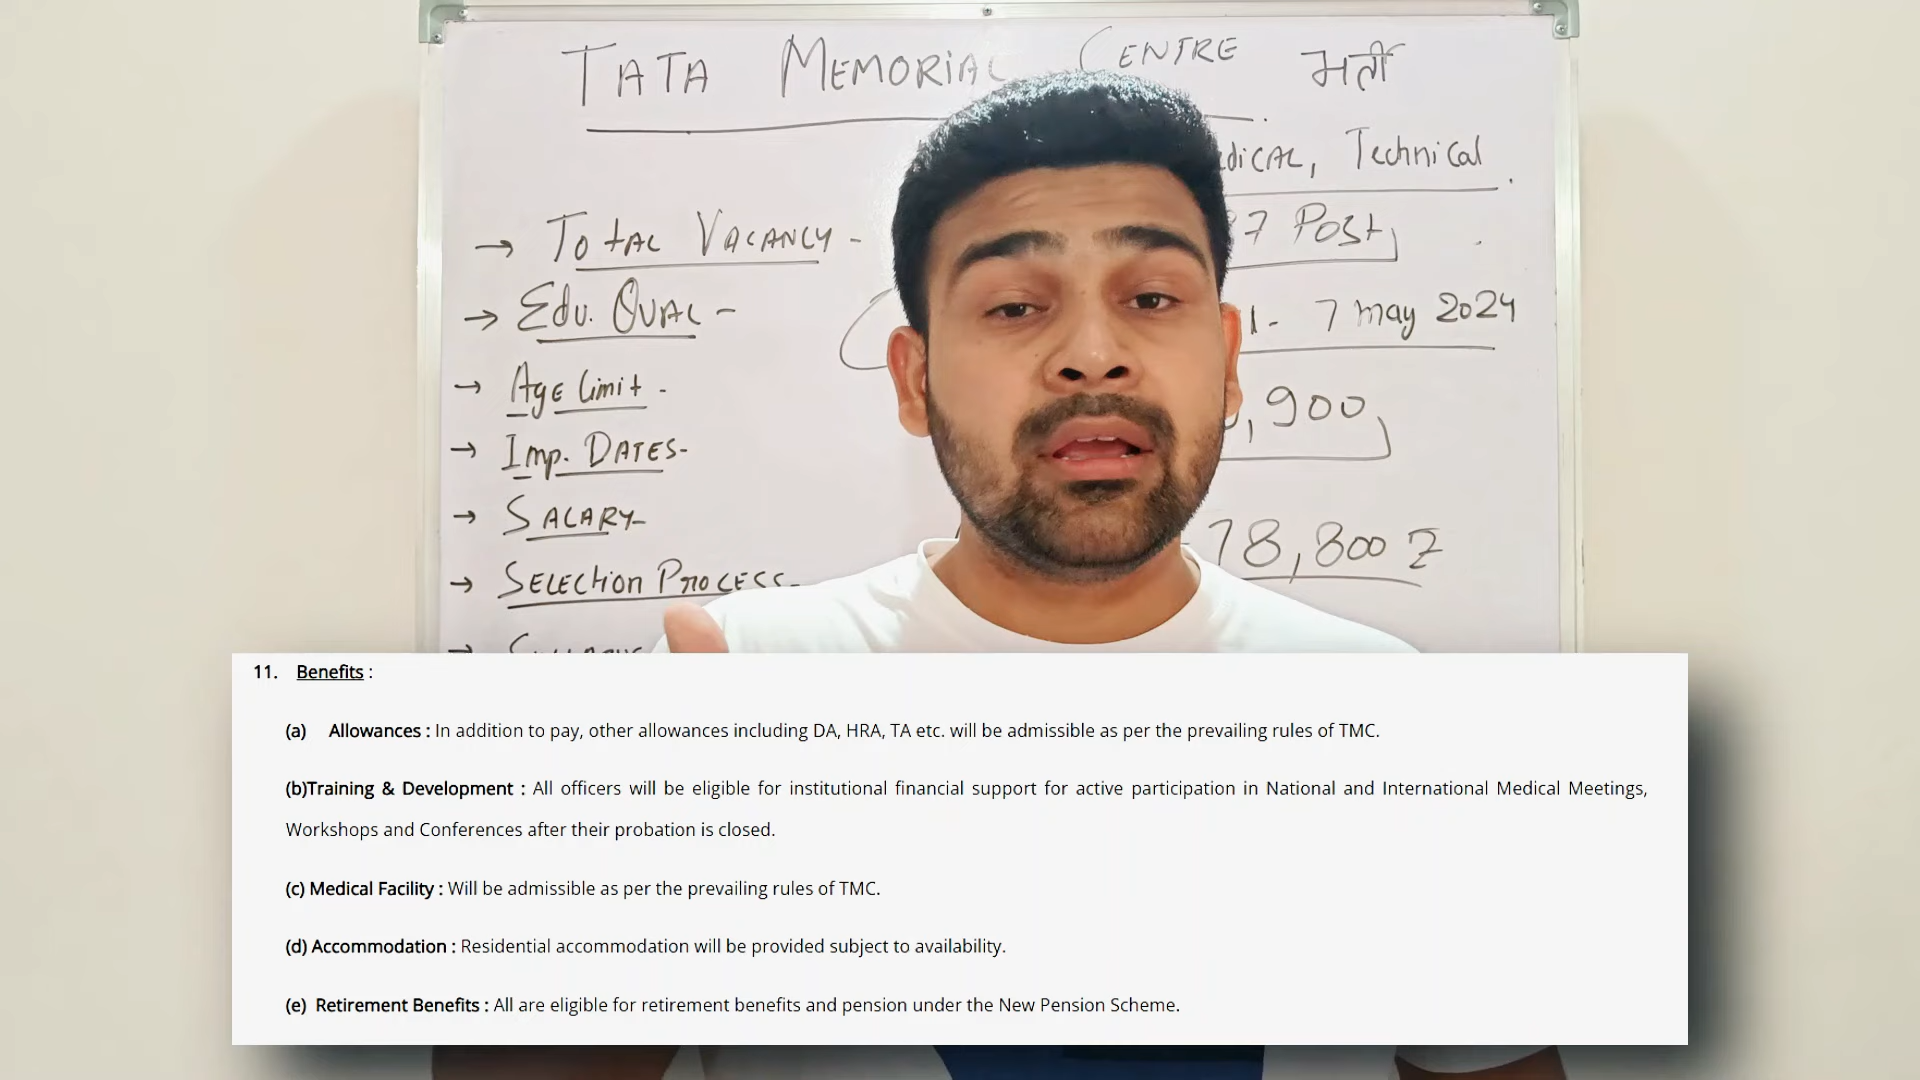 TATA MEMORIAL CENTRE भर्ती
Technical
→ Total Vacancy - 7 Post
→ Edu. Qual - 7 May 2024
→ Age limit - ,900
→ Imp. DATES-
→ SALARY- 78,800
→ SELECTION PROCESS-
11. Benefits :
(a) Allowances : In addition to pay, other allowances including DA, HRA, TA etc. will be admissible as per the prevailing rules of TMC.
(b)Training & Development : All officers will be eligible for institutional financial support for active participation in National and International Medical Meetings,
Workshops and Conferences after their probation is closed.
(c) Medical Facility : Will be admissible as per the prevailing rules of TMC.
(d) Accommodation : Residential accommodation will be provided subject to availability.
(e) Retirement Benefits : All are eligible for retirement benefits and pension under the New Pension Scheme.